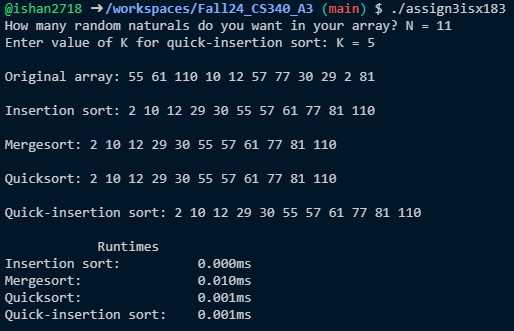 @ishan2718 →/workspaces/Fall24_CS340_A3 (main) $ ./assign3isx183
How many random naturals do you want in your array? N = 11
Enter value of K for quick-insertion sort: K = 5
Original array: 55 61 110 10 12 57 77 30 29 2 81
Insertion sort: 2 10 12 29 30 55 57 61 77 81 110
Mergesort: 2 10 12 29 30 55 57 61 77 81 110
Quicksort: 2 10 12 29 30 55 57 61 77 81 110
Quick-insertion sort: 2 10 12 29 30 55 57 61 77 81 110
Runtimes
Insertion sort: 0.000ms
Mergesort: 0.010ms
Quicksort: 0.001ms
Quick-insertion sort: 0.001ms